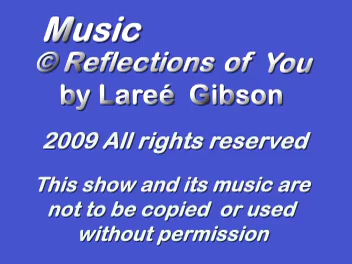 Music
© Reflections of You
by Lareé Gibson
2009 All rights reserved
This show and its music are
not to be copied or used
without permission